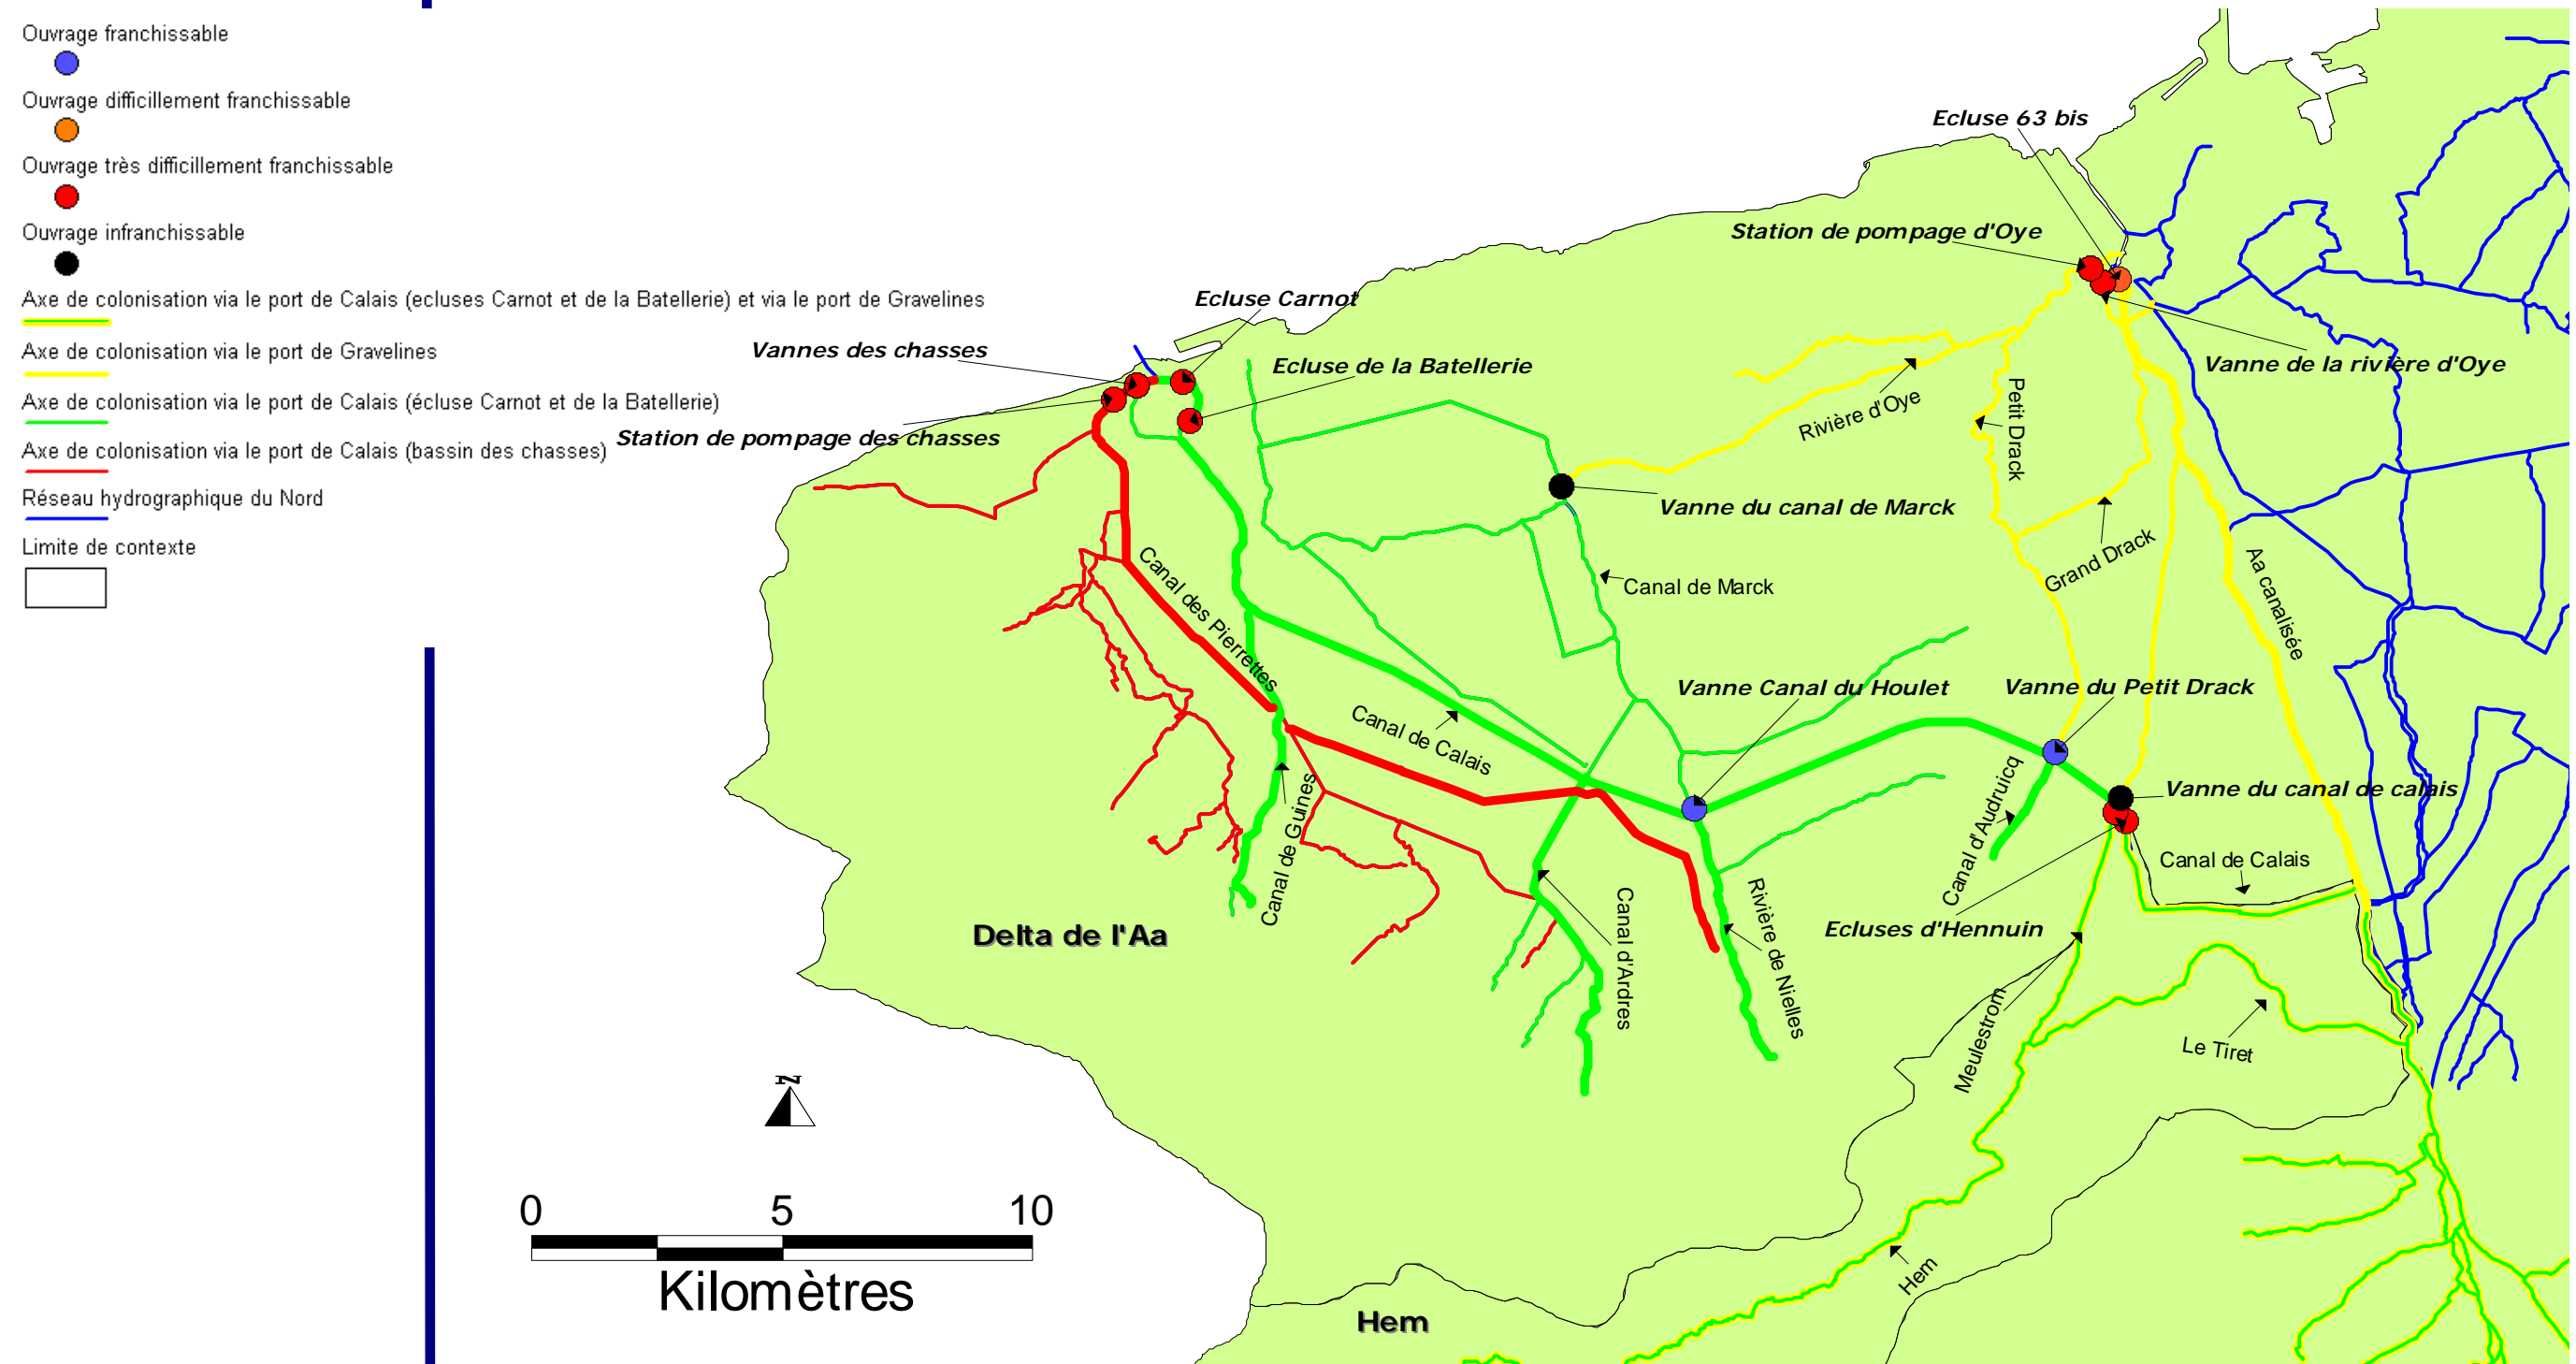 Ouvrage franchissable
Ouvrage difficillement franchissable
Ouvrage très difficillement franchissable
Ouvrage infranchissable
Axe de colonisation via le port de Calais (ecluses Carnot et de la Batellerie) et via le port de Gravelines
Axe de colonisation via le port de Gravelines
Axe de colonisation via le port de Calais (écluse Carnot et de la Batellerie)
Axe de colonisation via le port de Calais (bassin des chasses)
Réseau hydrographique du Nord
Limite de contexte
Ecluse 63 bis
Station de pompage d'Oye
Ecluse Carnot
Vannes des chasses
Ecluse de la Batellerie
Vanne de la rivière d'Oye
Station de pompage des chasses
Rivière d'Oye
Petit Drack
Vanne du canal de Marck
Grand Drack
Canal de Marck
Aa canalisée
Canal des Pierrettes
Vanne Canal du Houlet
Vanne du Petit Drack
Canal de Calais
Vanne du canal de calais
Canal de Guines
Canal d'Audruicq
Canal de Calais
Ecluses d'Hennuin
Delta de l'Aa
Canal d'Ardres
Rivière de Nielles
Meulestrom
Le Tiret
N
0 5 10
Kilomètres
Hem
Hem